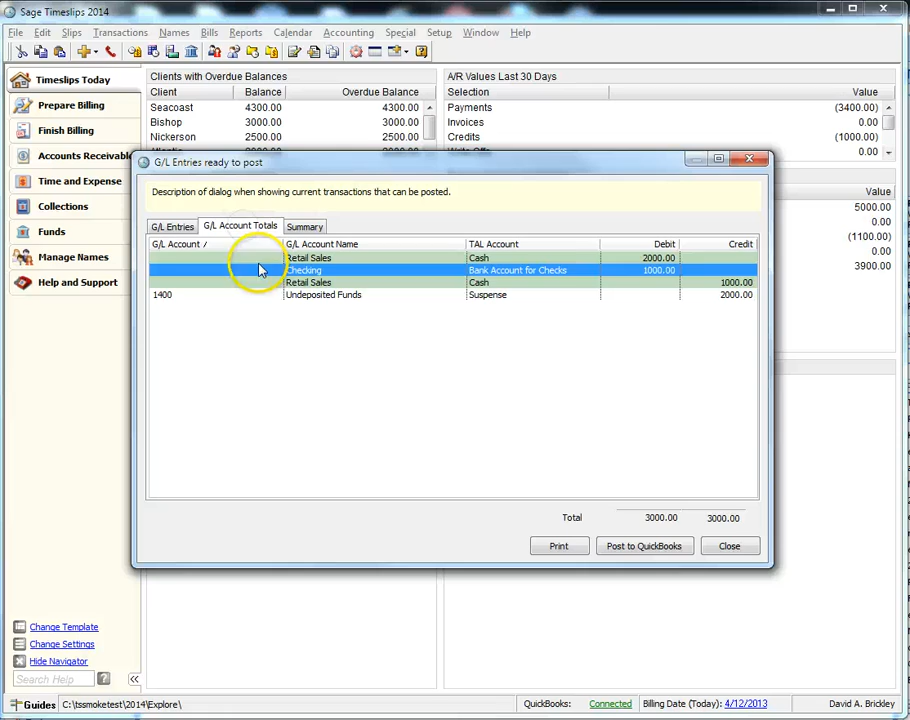 Sage Timeslips 2014
File Edit Slips Transactions Names Bills Reports Calendar Accounting Special Setup Window Help
Timeslips Today
Prepare Billing
Finish Billing
Accounts Receivabl
Time and Expense
Collections
Funds
Manage Names
Help and Support
Clients with Overdue Balances
Client Balance Overdue Balance
Seacoast 4300.00 4300.00
Bishop 3000.00 3000.00
Nickerson 2500.00 2500.00
A/R Values Last 30 Days
Selection Value
Payments (3400.00)
Invoices 0.00
Credits (1000.00)
0.00
Value
5000.00
0.00
(1100.00)
3900.00
G/L Entries ready to post
Description of dialog when showing current transactions that can be posted.
G/L Entries G/L Account Totals Summary
G/L Account / G/L Account Name TAL Account Debit Credit
Retail Sales Cash 2000.00
Checking Bank Account for Checks 1000.00
Retail Sales Cash 1000.00
1400 Undeposited Funds Suspense 2000.00
Total 3000.00 3000.00
Print Post to QuickBooks Close
Change Template
Change Settings
Hide Navigator
Search Help ? <<
Guides C:\tssmoketest\2014\Explore\ QuickBooks: Connected Billing Date (Today): 4/12/2013 David A. Brickley